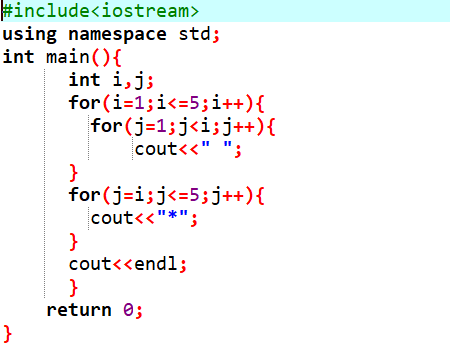 #include<iostream>
using namespace std;
int main(){
      int i,j;
      for(i=1;i<=5;i++){
        for(j=1;j<i;j++){
            cout<<" ";
      }
      for(j=i;j<=5;j++){
        cout<<"*";
      }
      cout<<endl;
      }
    return 0;
}